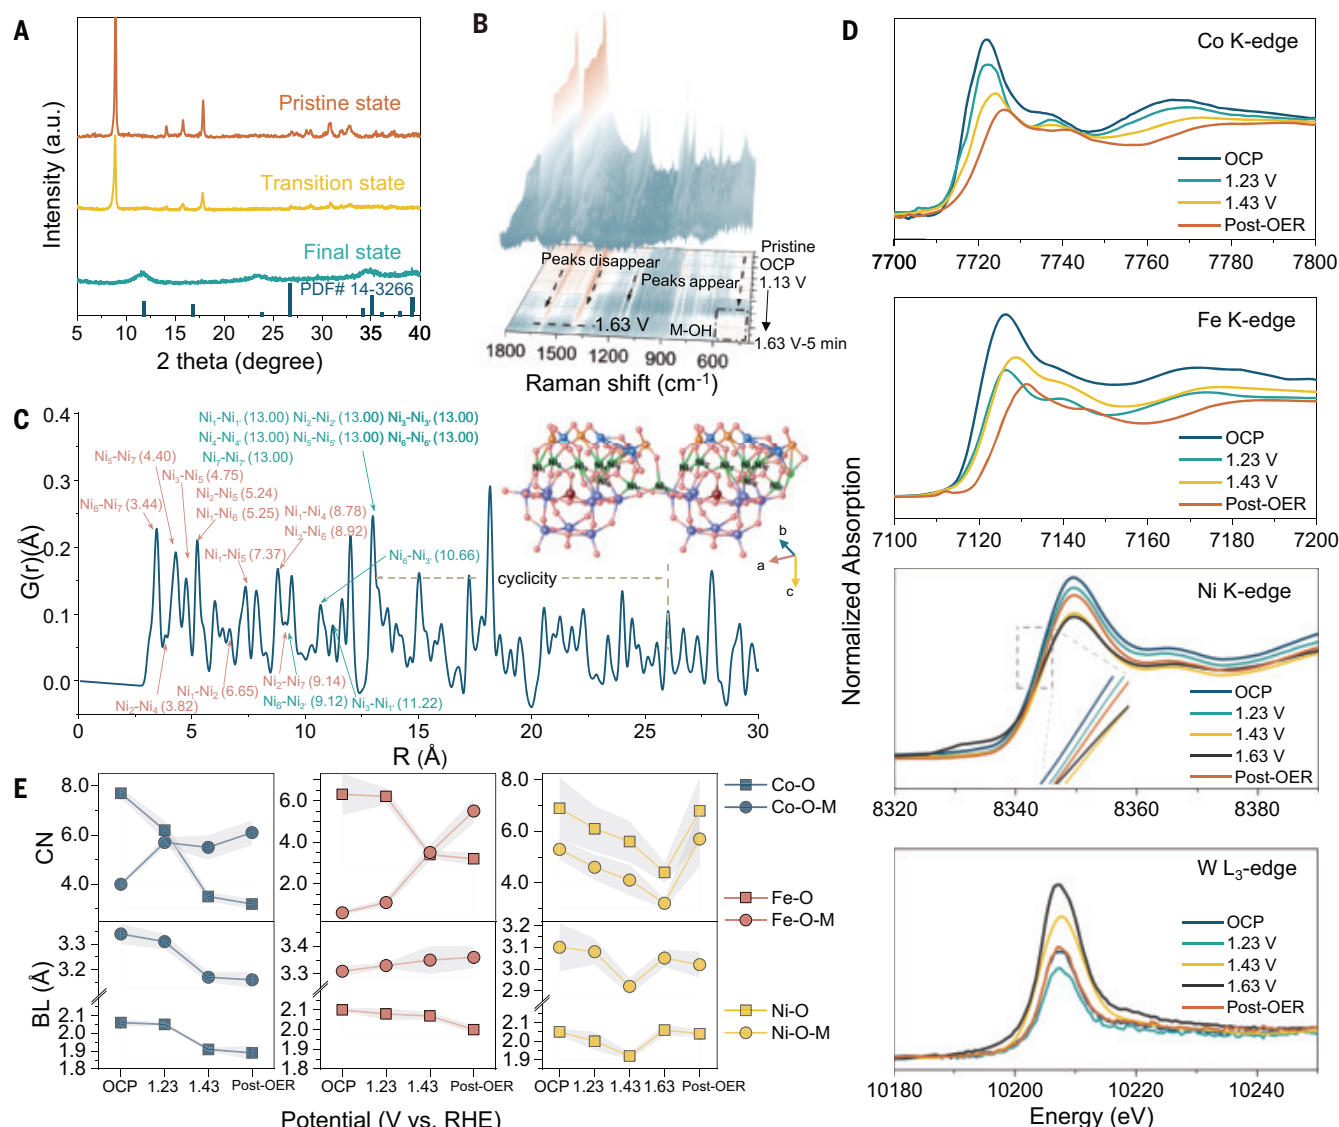 A
Intensity (a.u.)
Pristine state
Transition state
Final state
PDF# 14-3266
5 10 15 20 25 30 35 40
2 theta (degree)
B
Peaks disappear
Peaks appear
Pristine
OCP
1.13 V
1.63 V
M-OH
1.63 V-5 min
1800 1500 1200 900 600
Raman shift (cm-1)
C
G(r)(Å)
0.4
0.3
0.2
0.1
0.0
Ni1-Ni1' (13.00) Ni2-Ni2' (13.00) Ni3-Ni3' (13.00)
Ni4-Ni4' (13.00) Ni5-Ni5' (13.00) Ni6-Ni6' (13.00)
Ni7-Ni7' (13.00)
Ni5-Ni7 (4.40)
Ni3-Ni5 (4.75)
Ni2-Ni5 (5.24)
Ni6-Ni7 (3.44)
Ni1-Ni6 (5.25)
Ni1-Ni4 (8.78)
Ni2-Ni6 (8.92)
Ni1-Ni5 (7.37)
Ni6-Ni3' (10.66)
cyclicity
Ni2-Ni7 (9.14)
Ni1-Ni2 (6.65)
Ni6-Ni2' (9.12)
Ni3-Ni1' (11.22)
Ni2-Ni4 (3.82)
b
a
c
0 5 10 15 20 25 30
R (Å)
D
Normalized Absorption
Co K-edge
OCP
1.23 V
1.43 V
Post-OER
7700 7720 7740 7760 7780 7800
Fe K-edge
OCP
1.23 V
1.43 V
Post-OER
7100 7120 7140 7160 7180 7200
Ni K-edge
OCP
1.23 V
1.43 V
1.63 V
Post-OER
8320 8340 8360 8380
W L3-edge
OCP
1.23 V
1.43 V
1.63 V
Post-OER
10180 10200 10220 10240
Energy (eV)
E
CN
8.0
6.0
4.0
6.0
4.0
2.0
8.0
6.0
4.0
Co-O
Co-O-M
Fe-O
Fe-O-M
Ni-O
Ni-O-M
BL (Å)
3.3
3.2
2.1
2.0
1.9
1.8
3.4
3.3
2.1
2.0
1.9
1.8
3.2
3.1
3.0
2.9
2.1
2.0
1.9
OCP 1.23 1.43 Post-OER
OCP 1.23 1.43 Post-OER
OCP 1.23 1.43 1.63 Post-OER
Potential (V vs. RHE)